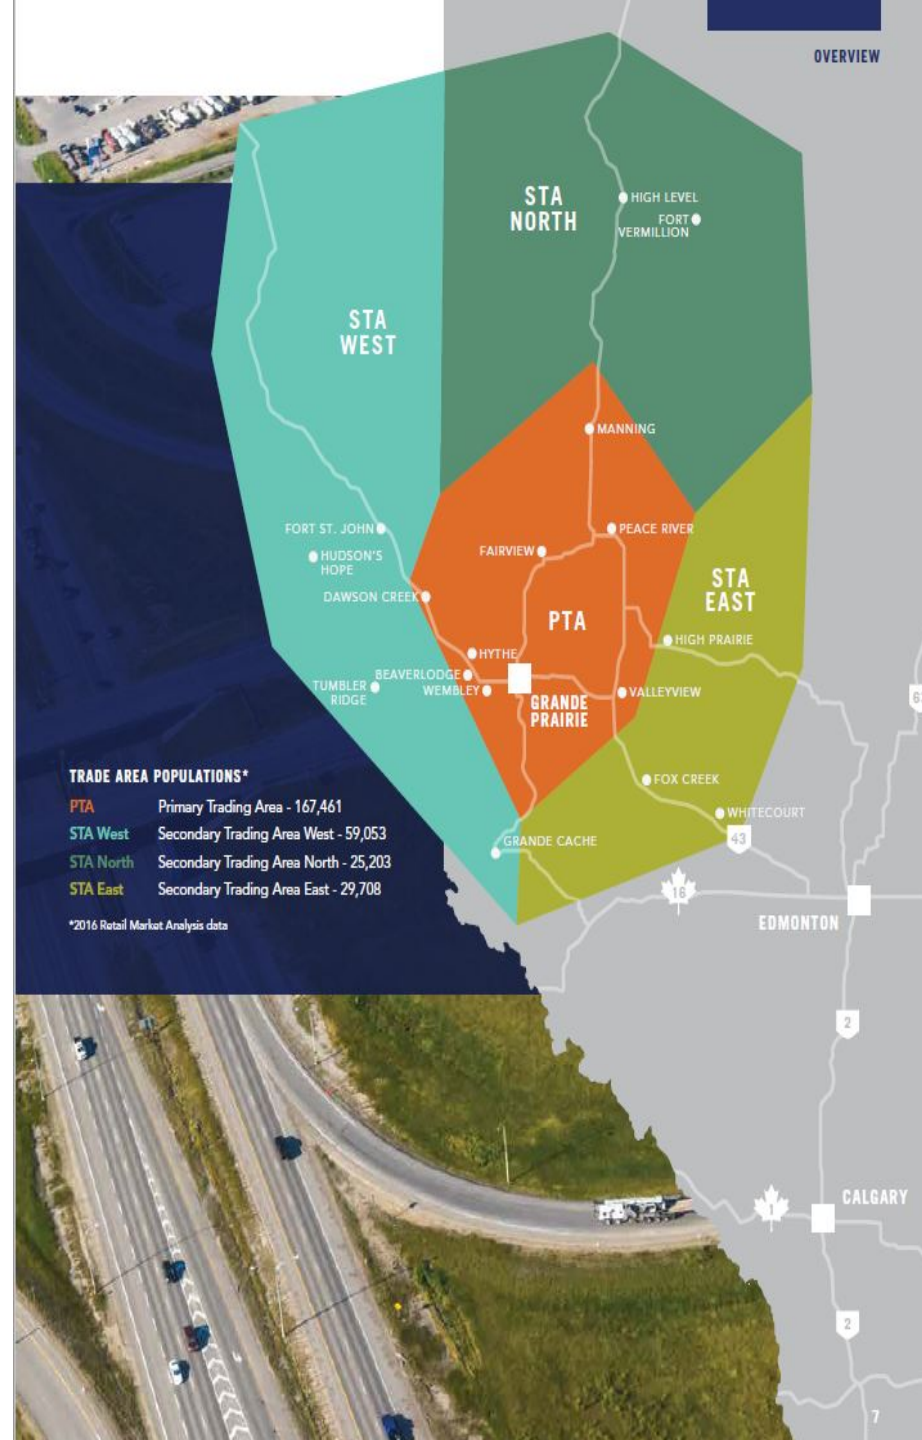 OVERVIEW
STA
NORTH
HIGH LEVEL
FORT
VERMILLION
STA
WEST
MANNING
FORT ST. JOHN
PEACE RIVER
HUDSON'S
HOPE
FAIRVIEW
STA
EAST
DAWSON CREEK
PTA
HIGH PRAIRIE
HYTHE
BEAVERLODGE
TUMBLER
RIDGE
WEMBLEY
VALLEYVIEW
GRANDE
PRAIRIE
TRADE AREA POPULATIONS*
PTA Primary Trading Area - 167,461
STA West Secondary Trading Area West - 59,053
STA North Secondary Trading Area North - 25,203
STA East Secondary Trading Area East - 29,708
*2016 Retail Market Analysis data
FOX CREEK
WHITECOURT
43
GRANDE CACHE
16
EDMONTON
2
CALGARY
1
2
7